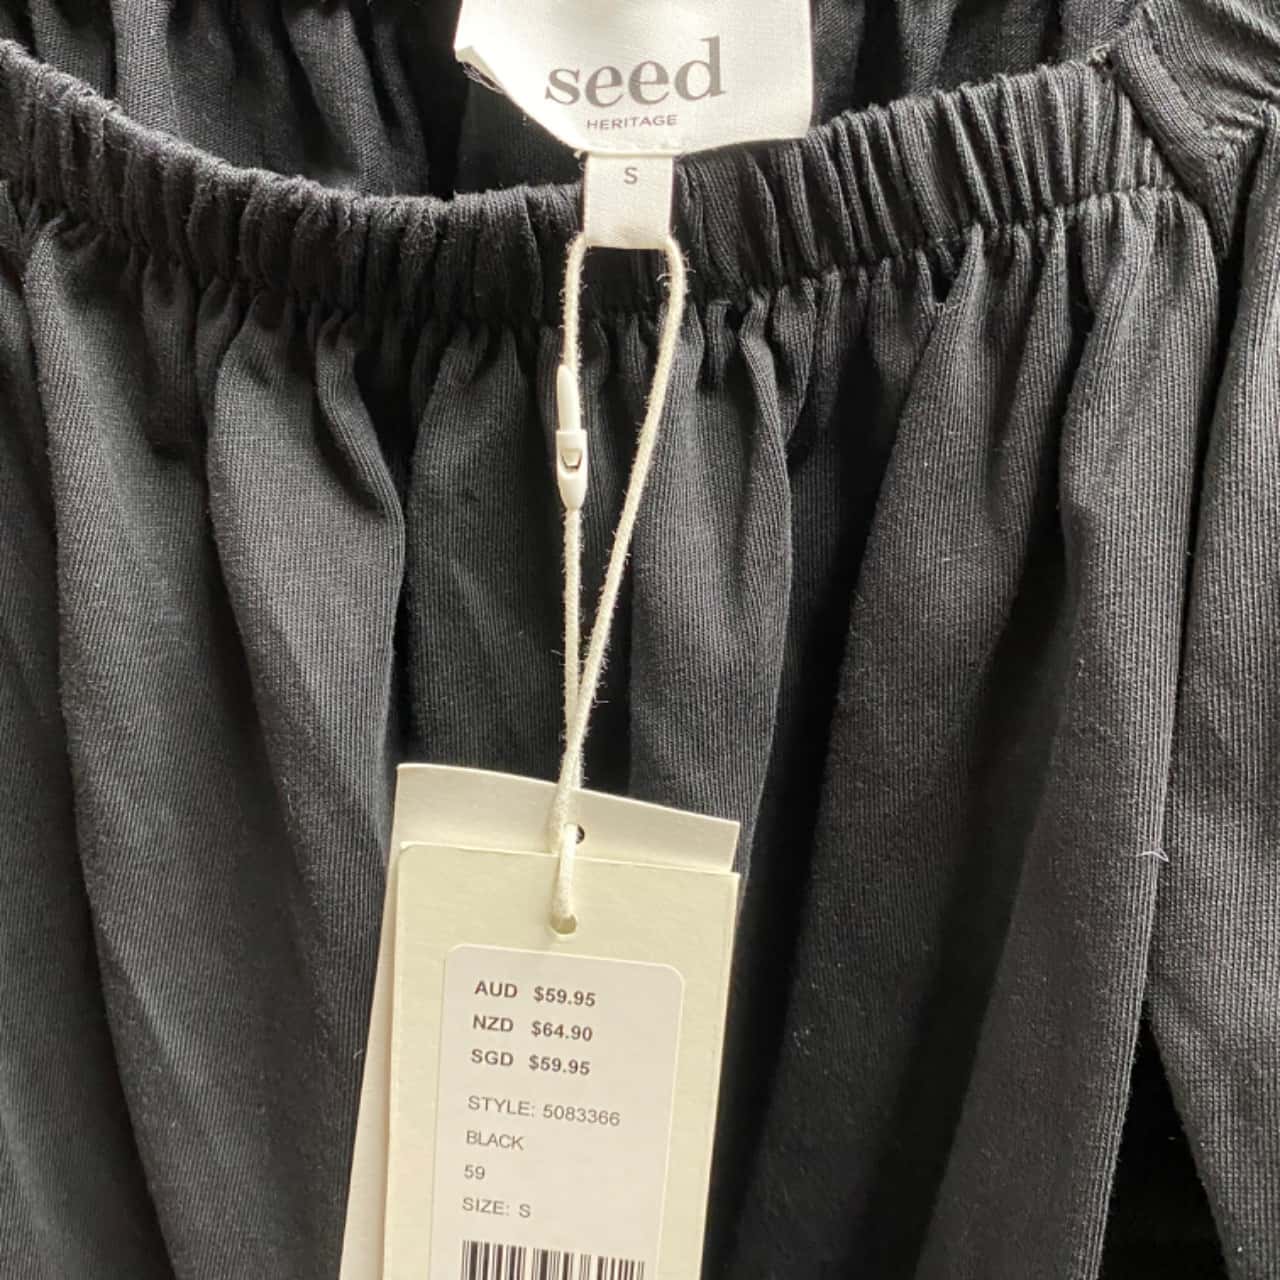 seed
HERITAGE
S
AUD $59.95
NZD $64.90
SGD $59.95
STYLE: 5083366
BLACK
59
SIZE: S